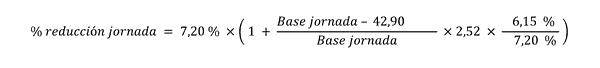 % reducción jornada = 7,20 % × ( 1 + Base jornada – 42,90 / Base jornada × 2,52 × 6,15 % / 7,20 % )